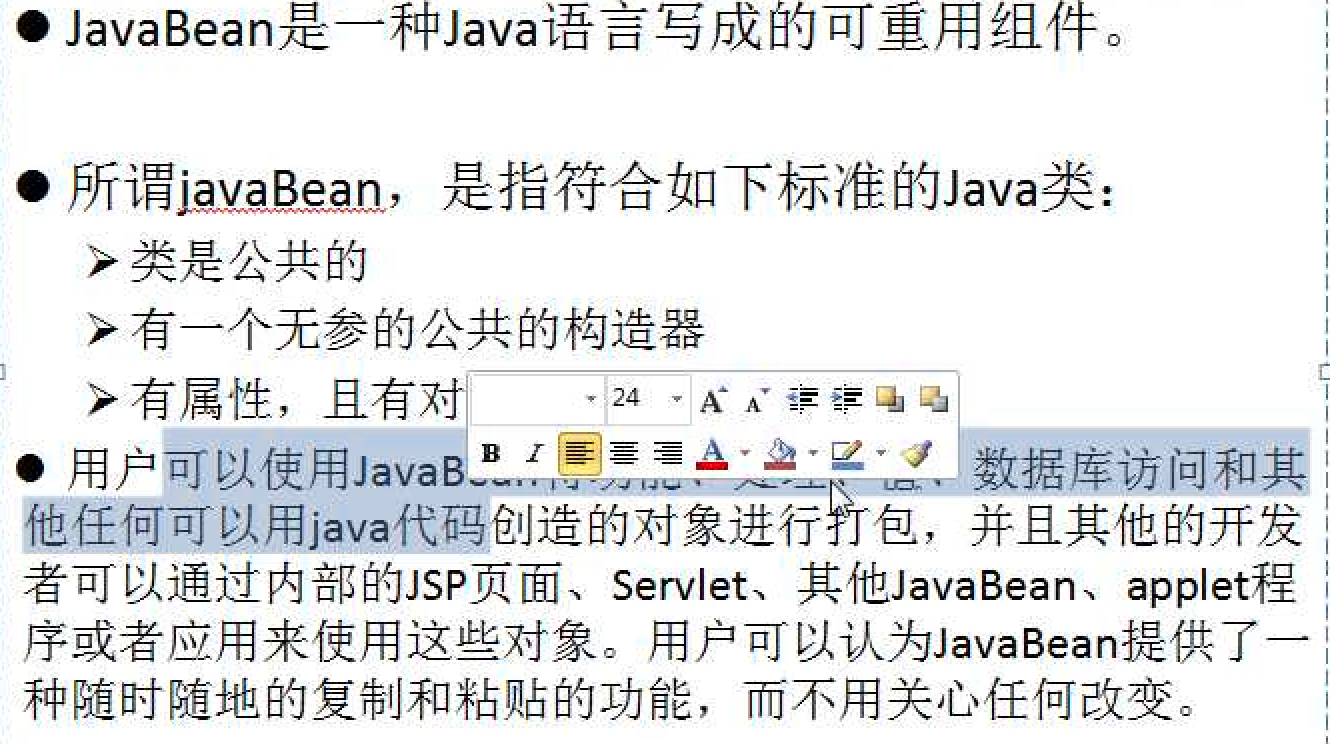 ● JavaBean是一种Java语言写成的可重用组件。
● 所谓javaBean，是指符合如下标准的Java类：
➢ 类是公共的
➢ 有一个无参的公共的构造器
➢ 有属性，且有对
24
B I A
● 用户可以使用JavaB 数据库访问和其
他任何可以用java代码创造的对象进行打包，并且其他的开发
者可以通过内部的JSP页面、Servlet、其他JavaBean、applet程
序或者应用来使用这些对象。用户可以认为JavaBean提供了一
种随时随地的复制和粘贴的功能，而不用关心任何改变。